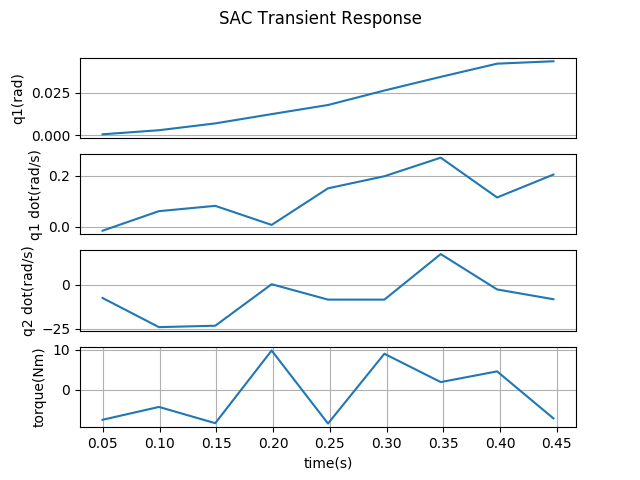 SAC Transient Response
q1(rad)
0.025
0.000
q1 dot(rad/s)
0.2
0.0
q2 dot(rad/s)
0
−25
torque(Nm)
10
0
0.05 0.10 0.15 0.20 0.25 0.30 0.35 0.40 0.45
time(s)